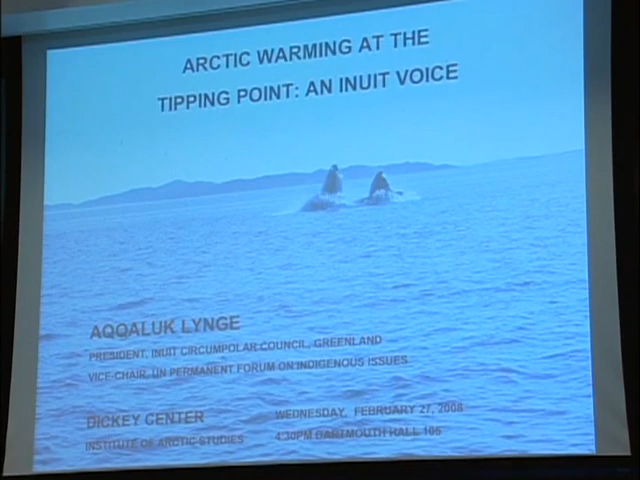 ARCTIC WARMING AT THE
TIPPING POINT: AN INUIT VOICE
AQQALUK LYNGE
PRESIDENT, INUIT CIRCUMPOLAR COUNCIL, GREENLAND
VICE-CHAIR, UN PERMANENT FORUM ON INDIGENOUS ISSUES
DICKEY CENTER
INSTITUTE OF ARCTIC STUDIES
WEDNESDAY, FEBRUARY 27, 2008
4:30PM DARTMOUTH HALL 105